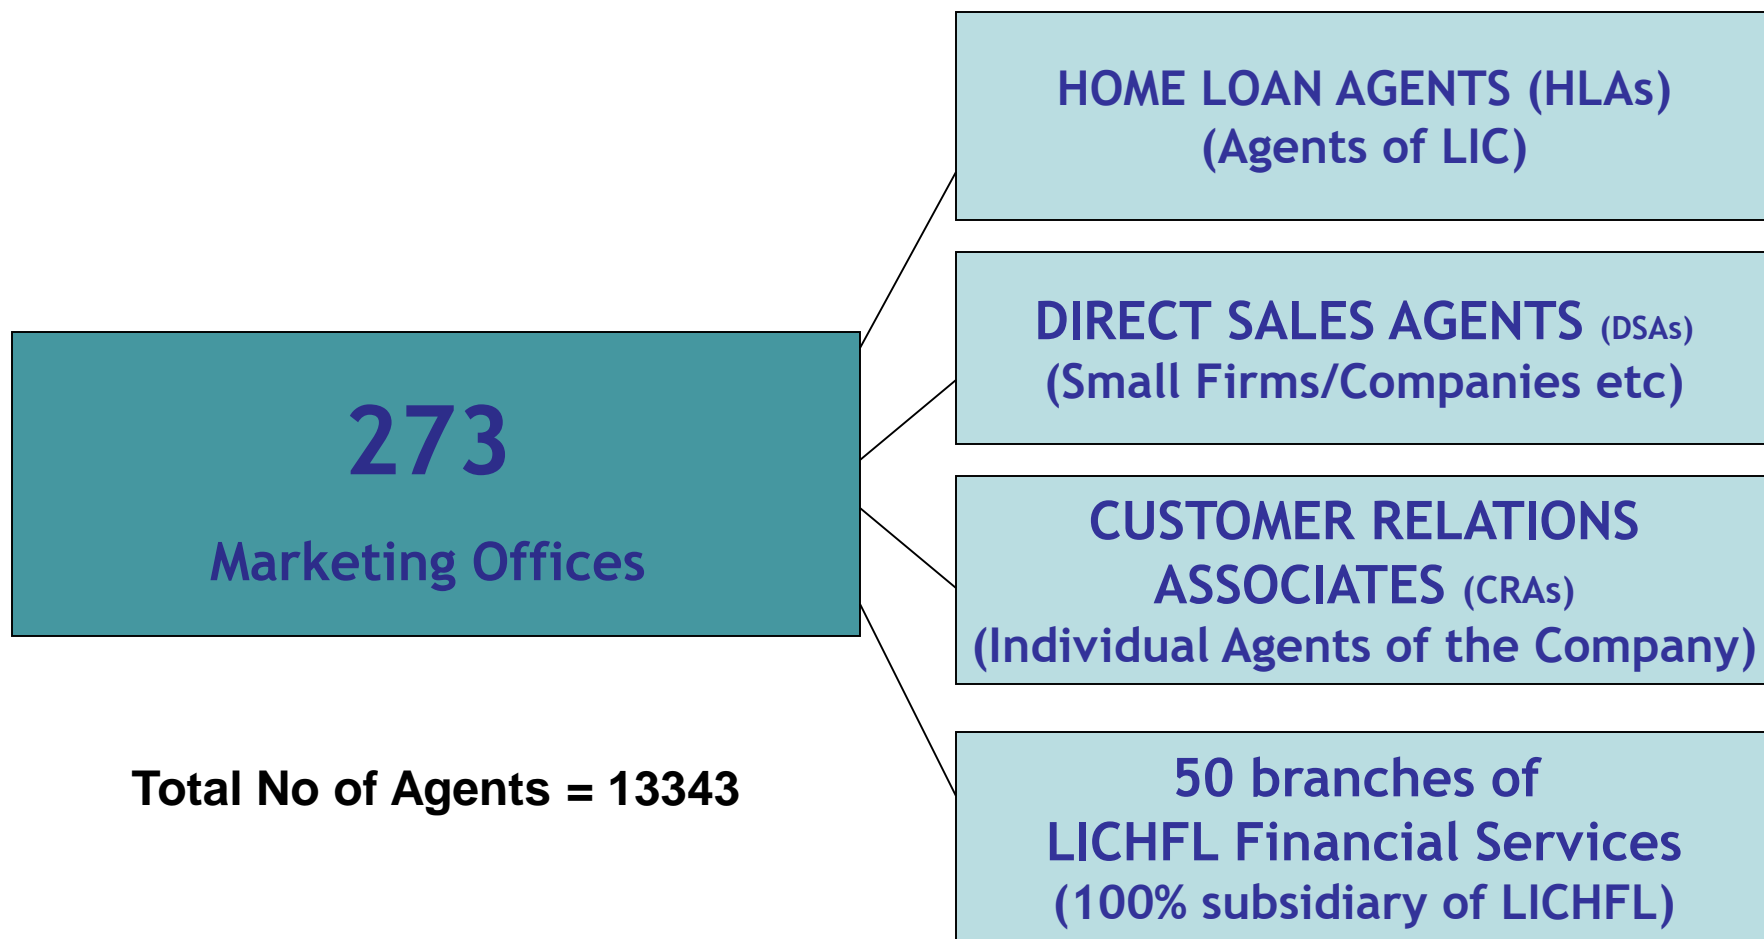 273
Marketing Offices
Total No of Agents = 13343
HOME LOAN AGENTS (HLAs)
(Agents of LIC)
DIRECT SALES AGENTS (DSAs)
(Small Firms/Companies etc)
CUSTOMER RELATIONS
ASSOCIATES (CRAs)
(Individual Agents of the Company)
50 branches of
LICHFL Financial Services
(100% subsidiary of LICHFL)